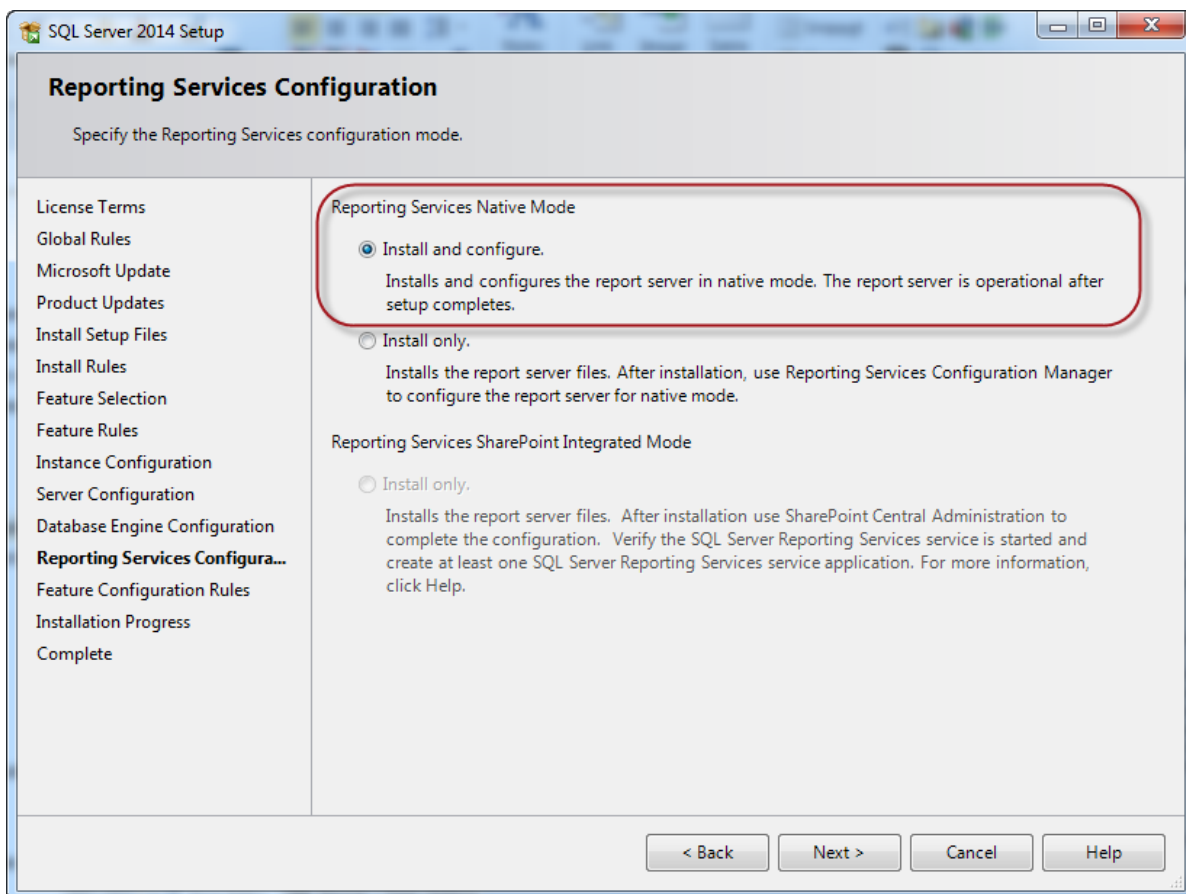 SQL Server 2014 Setup
Reporting Services Configuration
Specify the Reporting Services configuration mode.
License Terms
Global Rules
Microsoft Update
Product Updates
Install Setup Files
Install Rules
Feature Selection
Feature Rules
Instance Configuration
Server Configuration
Database Engine Configuration
Reporting Services Configura...
Feature Configuration Rules
Installation Progress
Complete
Reporting Services Native Mode
Install and configure.
Installs and configures the report server in native mode. The report server is operational after
setup completes.
Install only.
Installs the report server files. After installation, use Reporting Services Configuration Manager
to configure the report server for native mode.
Reporting Services SharePoint Integrated Mode
Install only.
Installs the report server files. After installation use SharePoint Central Administration to
complete the configuration. Verify the SQL Server Reporting Services service is started and
create at least one SQL Server Reporting Services service application. For more information,
click Help.
< Back
Next >
Cancel
Help